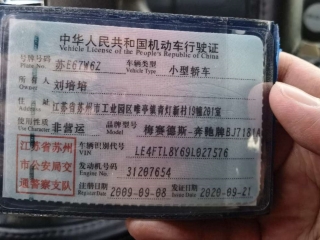 中华人民共和国机动车行驶证
Vehicle License of the People's Republic of China
号牌号码 苏E67W6Z 车辆类型 小型轿车
Plate No. Vehicle Type
所有人 刘培培
Owner
住址 江苏省苏州市工业园区唯亭镇青灯新村19幢201室
Address
使用性质 非营运 品牌型号 梅赛德斯-奔驰牌BJ7181A
Use Character Model
江苏省苏州 车辆识别代号 LE4FTL8Y69L027576
VIN
市公安局交 发动机号码 31207654
Engine No.
通警察支队 注册日期 2009-09-08 发证日期 2020-09-21
Register Date Issue Date